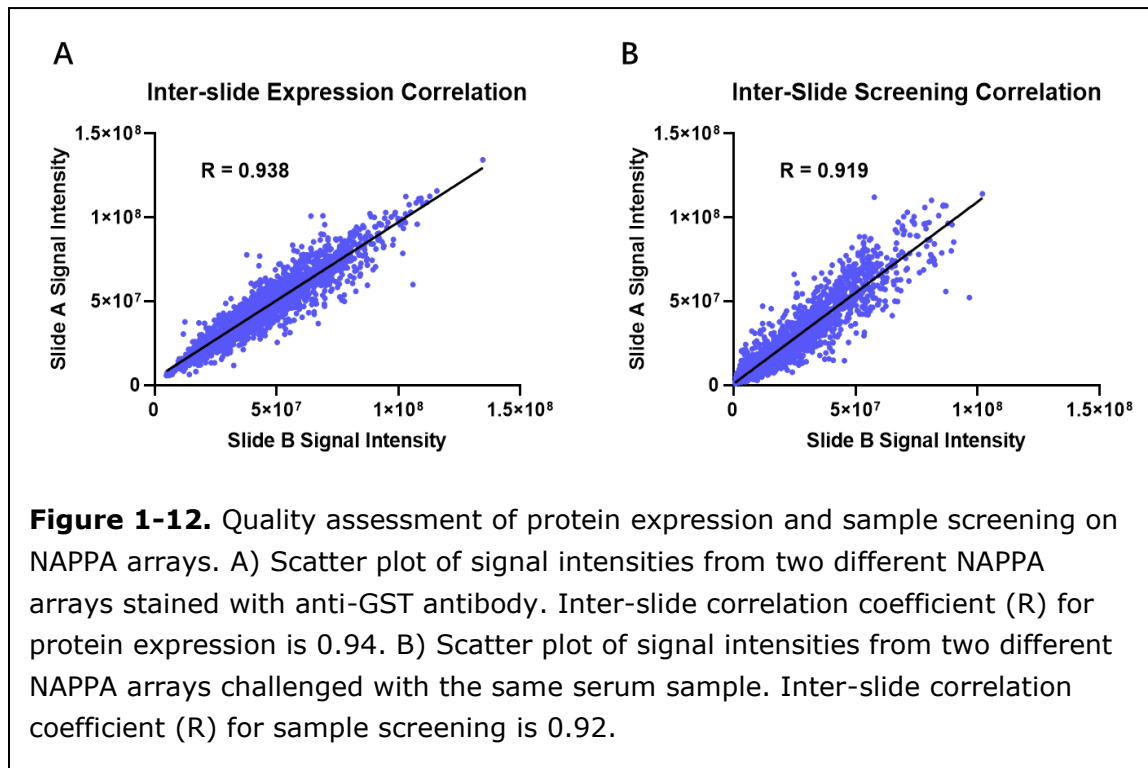 A
Inter-slide Expression Correlation
1.5×10⁸
R = 0.938
1×10⁸
5×10⁷
0
Slide A Signal Intensity
0
5×10⁷
1×10⁸
1.5×10⁸
Slide B Signal Intensity
B
Inter-Slide Screening Correlation
1.5×10⁸
R = 0.919
1×10⁸
5×10⁷
0
Slide A Signal Intensity
0
5×10⁷
1×10⁸
1.5×10⁸
Slide B Signal Intensity
Figure 1-12. Quality assessment of protein expression and sample screening on
NAPPA arrays. A) Scatter plot of signal intensities from two different NAPPA
arrays stained with anti-GST antibody. Inter-slide correlation coefficient (R) for
protein expression is 0.94. B) Scatter plot of signal intensities from two different
NAPPA arrays challenged with the same serum sample. Inter-slide correlation
coefficient (R) for sample screening is 0.92.